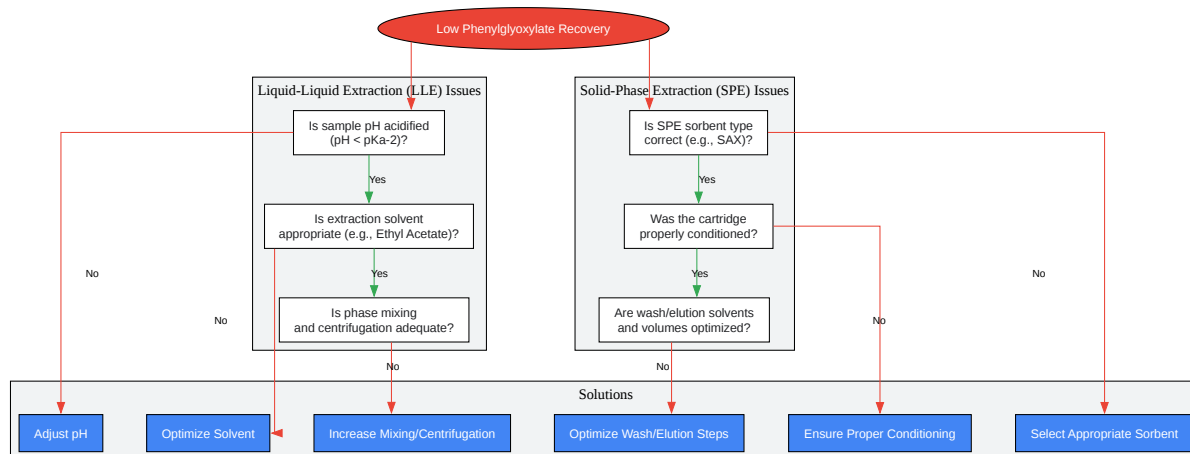 Low Phenylglyoxylate Recovery
Liquid-Liquid Extraction (LLE) Issues
Solid-Phase Extraction (SPE) Issues
Is sample pH acidified
(pH < pKa-2)?
Is SPE sorbent type
correct (e.g., SAX)?
Yes
Yes
Is extraction solvent
appropriate (e.g., Ethyl Acetate)?
Was the cartridge
properly conditioned?
No
Yes
Yes
No
Is phase mixing
and centrifugation adequate?
Are wash/elution solvents
and volumes optimized?
No
No
No
No
Solutions
Adjust pH
Optimize Solvent
Increase Mixing/Centrifugation
Optimize Wash/Elution Steps
Ensure Proper Conditioning
Select Appropriate Sorbent